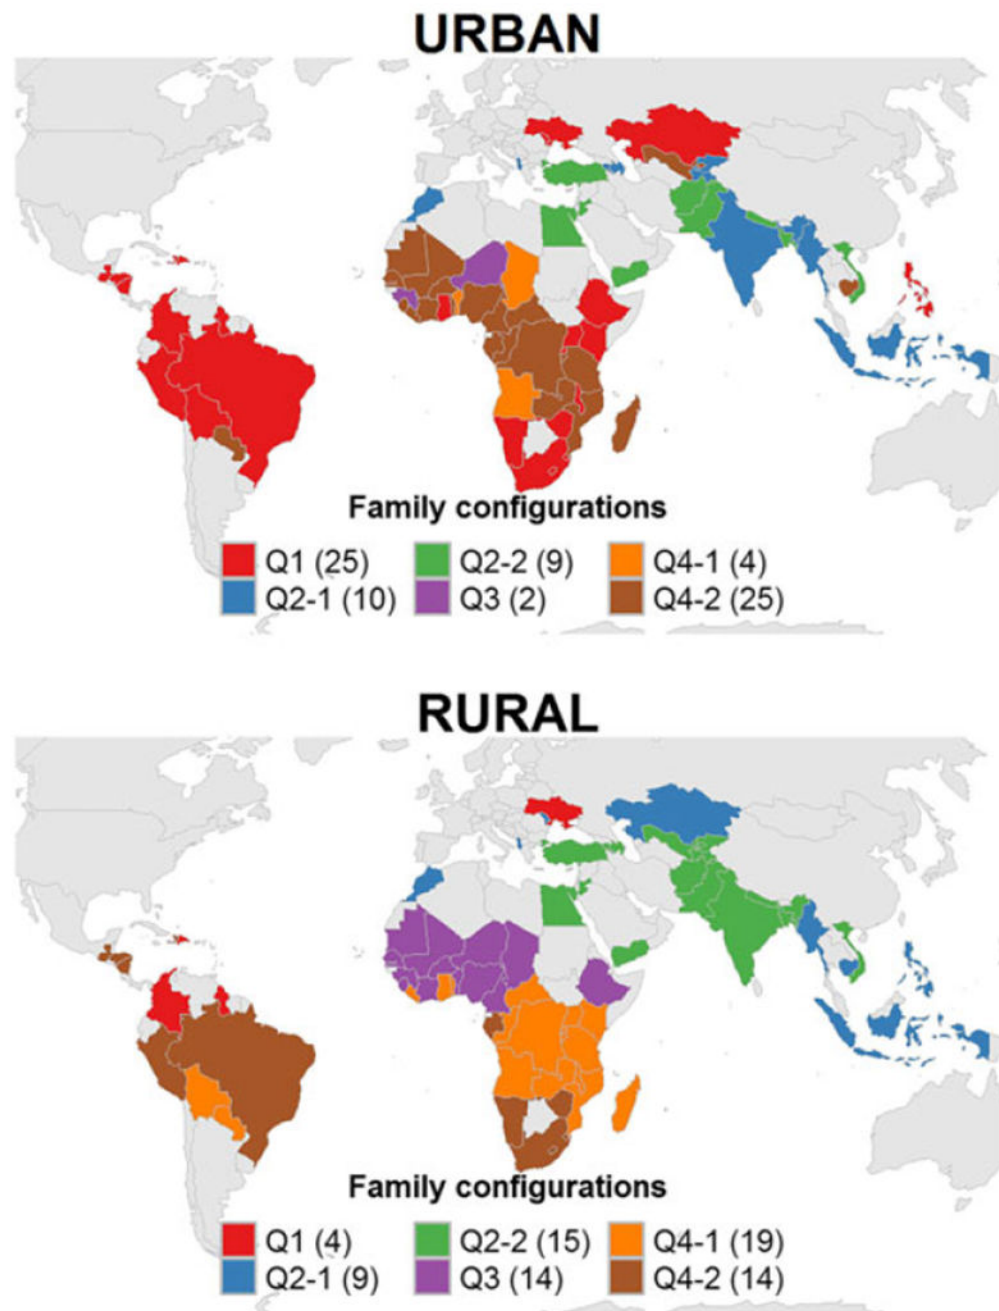 URBAN
Family configurations
Q1 (25) Q2-2 (9) Q4-1 (4)
Q2-1 (10) Q3 (2) Q4-2 (25)
RURAL
Family configurations
Q1 (4) Q2-2 (15) Q4-1 (19)
Q2-1 (9) Q3 (14) Q4-2 (14)